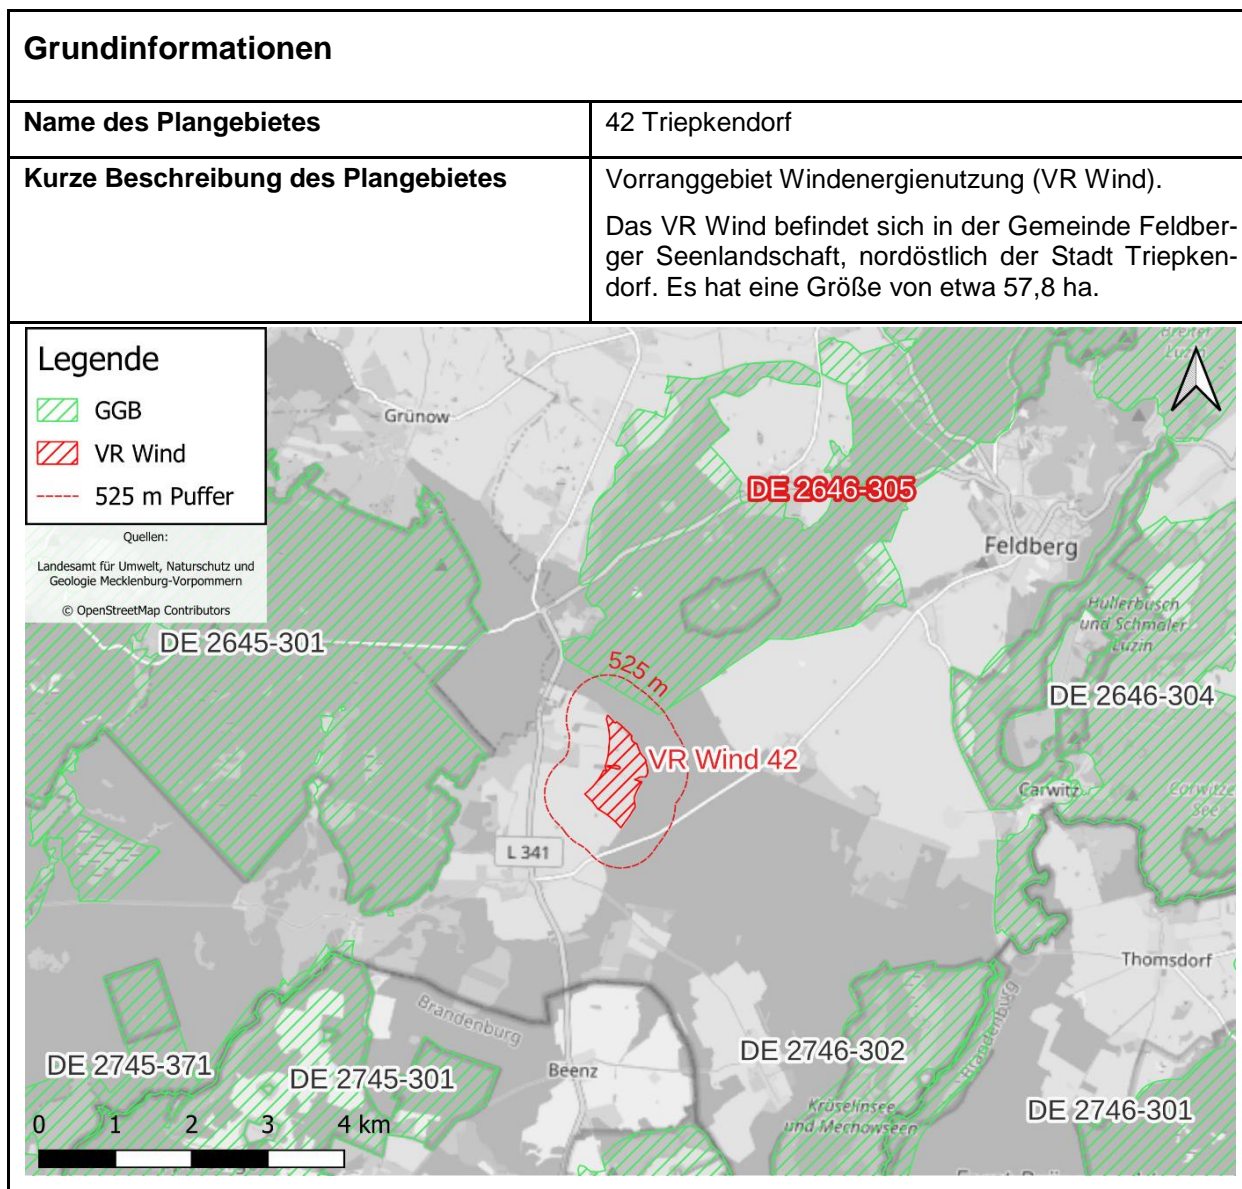 Grundinformationen
Name des Plangebietes
42 Triepkendorf
Kurze Beschreibung des Plangebietes
Vorranggebiet Windenergienutzung (VR Wind).
Das VR Wind befindet sich in der Gemeinde Feldber-
ger Seenlandschaft, nordöstlich der Stadt Triepken-
dorf. Es hat eine Größe von etwa 57,8 ha.
Legende
GGB
VR Wind
525 m Puffer
Quellen:
Landesamt für Umwelt, Naturschutz und
Geologie Mecklenburg-Vorpommern
© OpenStreetMap Contributors
Breiter
Luzin
Grünow
DE 2646-305
Feldberg
Hullerbusch
und Schmaler
Luzin
DE 2645-301
525 m
DE 2646-304
VR Wind 42
Carwitz
Carwitzer
See
L 341
Thomsdorf
Brandenburg
Brandenburg
DE 2745-371
DE 2745-301
Beenz
DE 2746-302
Krüselinsee
und Mechowseen
DE 2746-301
0 1 2 3 4 km